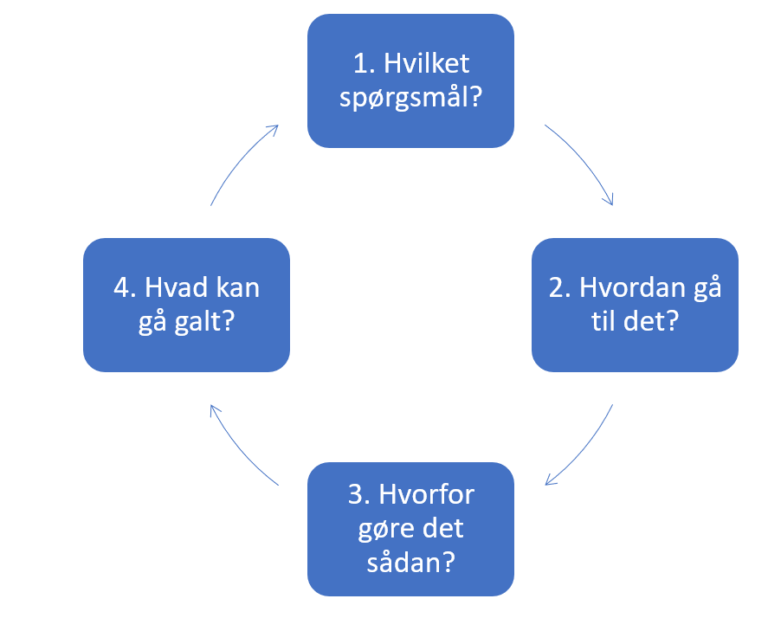 1. Hvilket
spørgsmål?
2. Hvordan gå
til det?
3. Hvorfor
gøre det
sådan?
4. Hvad kan
gå galt?